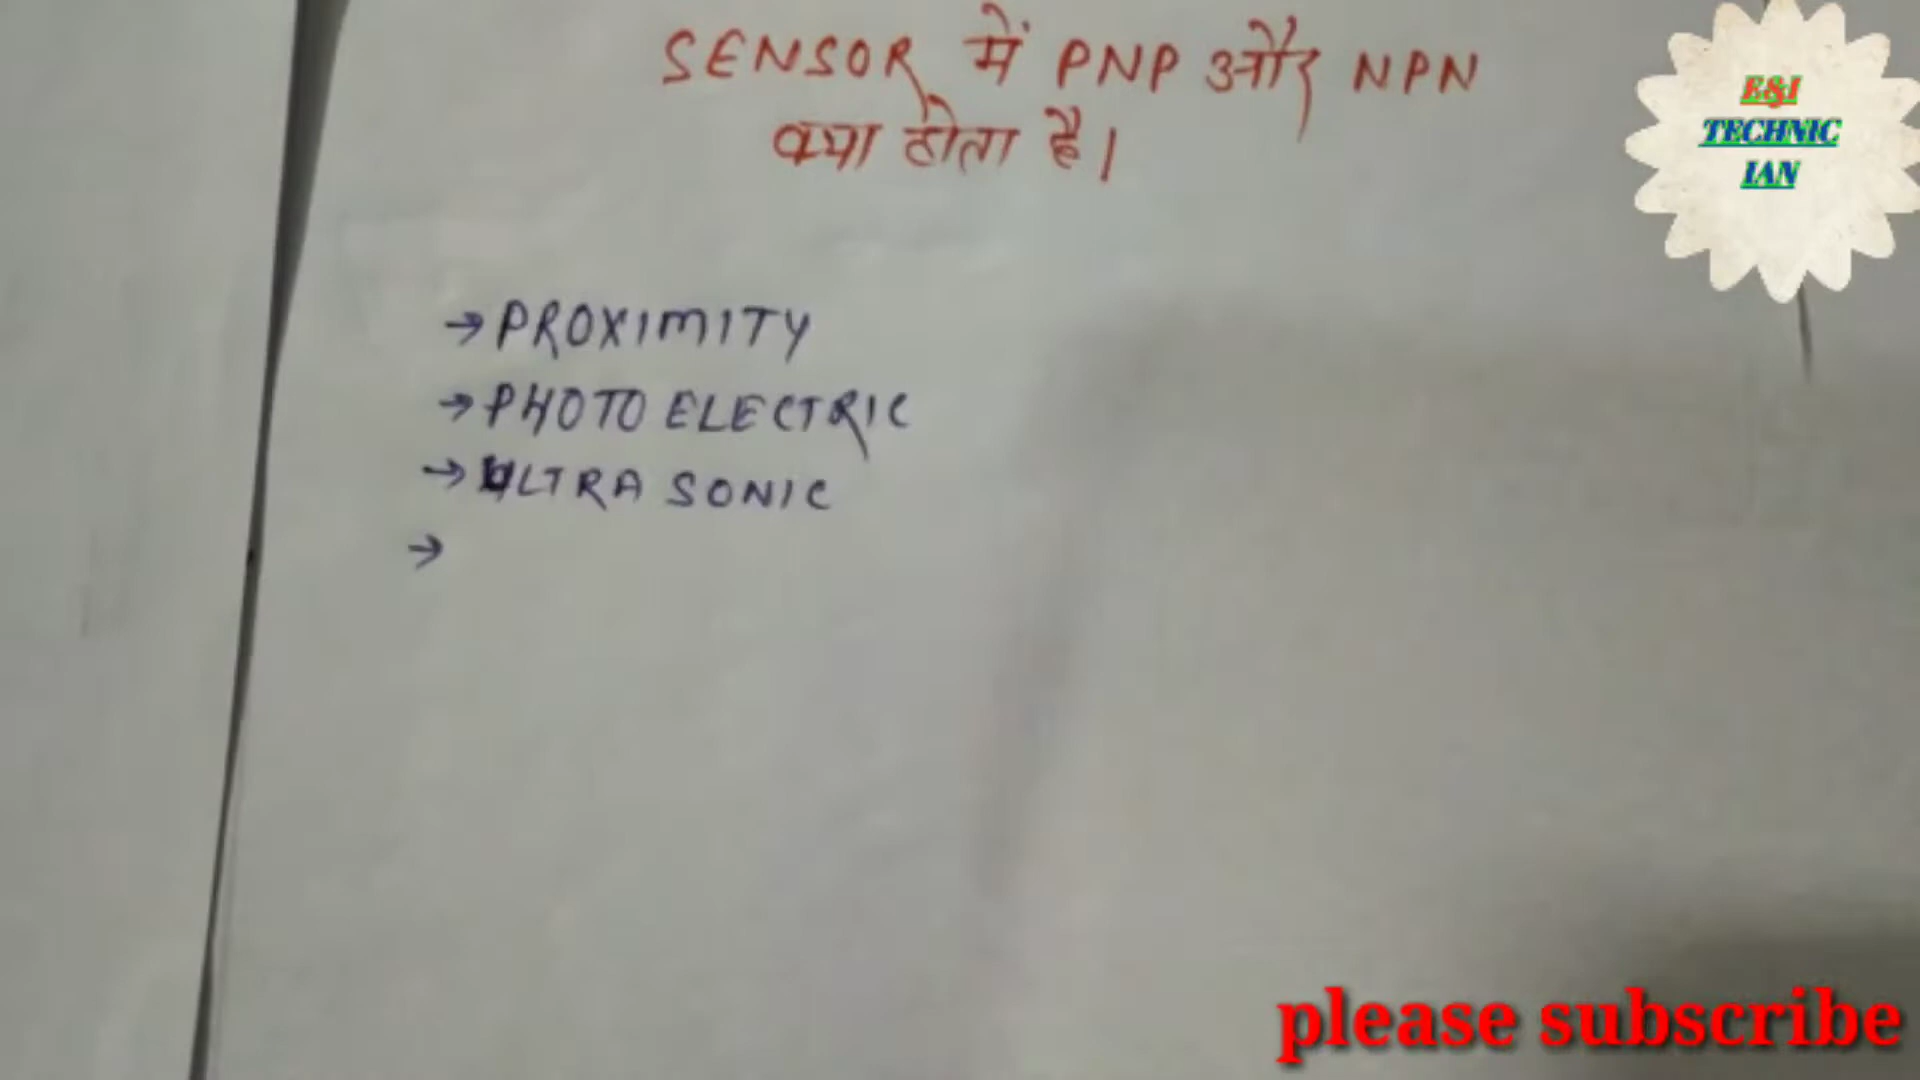 SENSOR में PNP और NPN
क्या होता है।
E&I
TECHNIC
IAN
→ PROXIMITY
→ PHOTO ELECTRIC
→ ULTRA SONIC
→
please subscribe